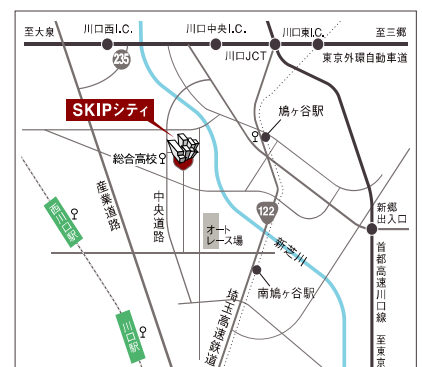 至大泉
川口西I.C.
川口中央I.C.
川口東I.C.
至三郷
川口JCT
東京外環自動車道
235
SKIPシティ
鳩ヶ谷駅
総合高校
産業道路
中央道路
西川口駅
122
オート
レース場
新芝川
新郷
出入口
南鳩ヶ谷駅
川口駅
埼玉高速鉄道
首都高速川口線
至東京